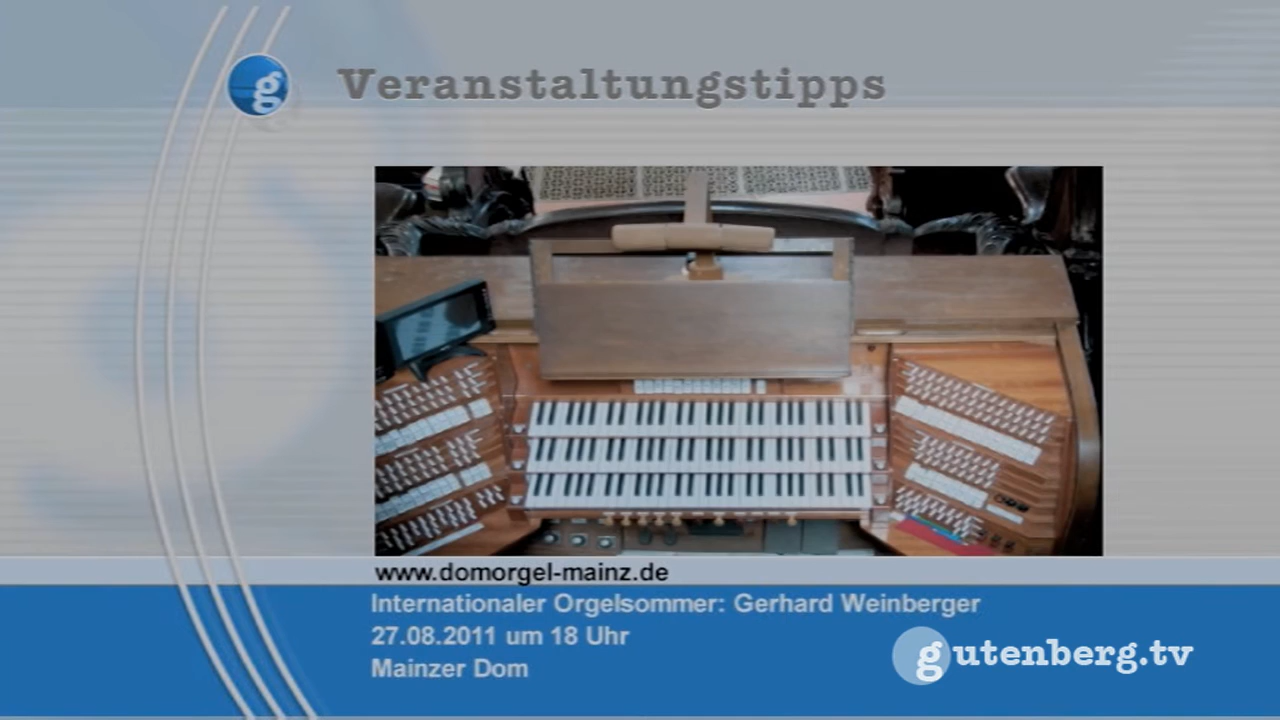 g
Veranstaltungstipps
www.domorgel-mainz.de
Internationaler Orgelsommer: Gerhard Weinberger
27.08.2011 um 18 Uhr
Mainzer Dom
gutenberg.tv